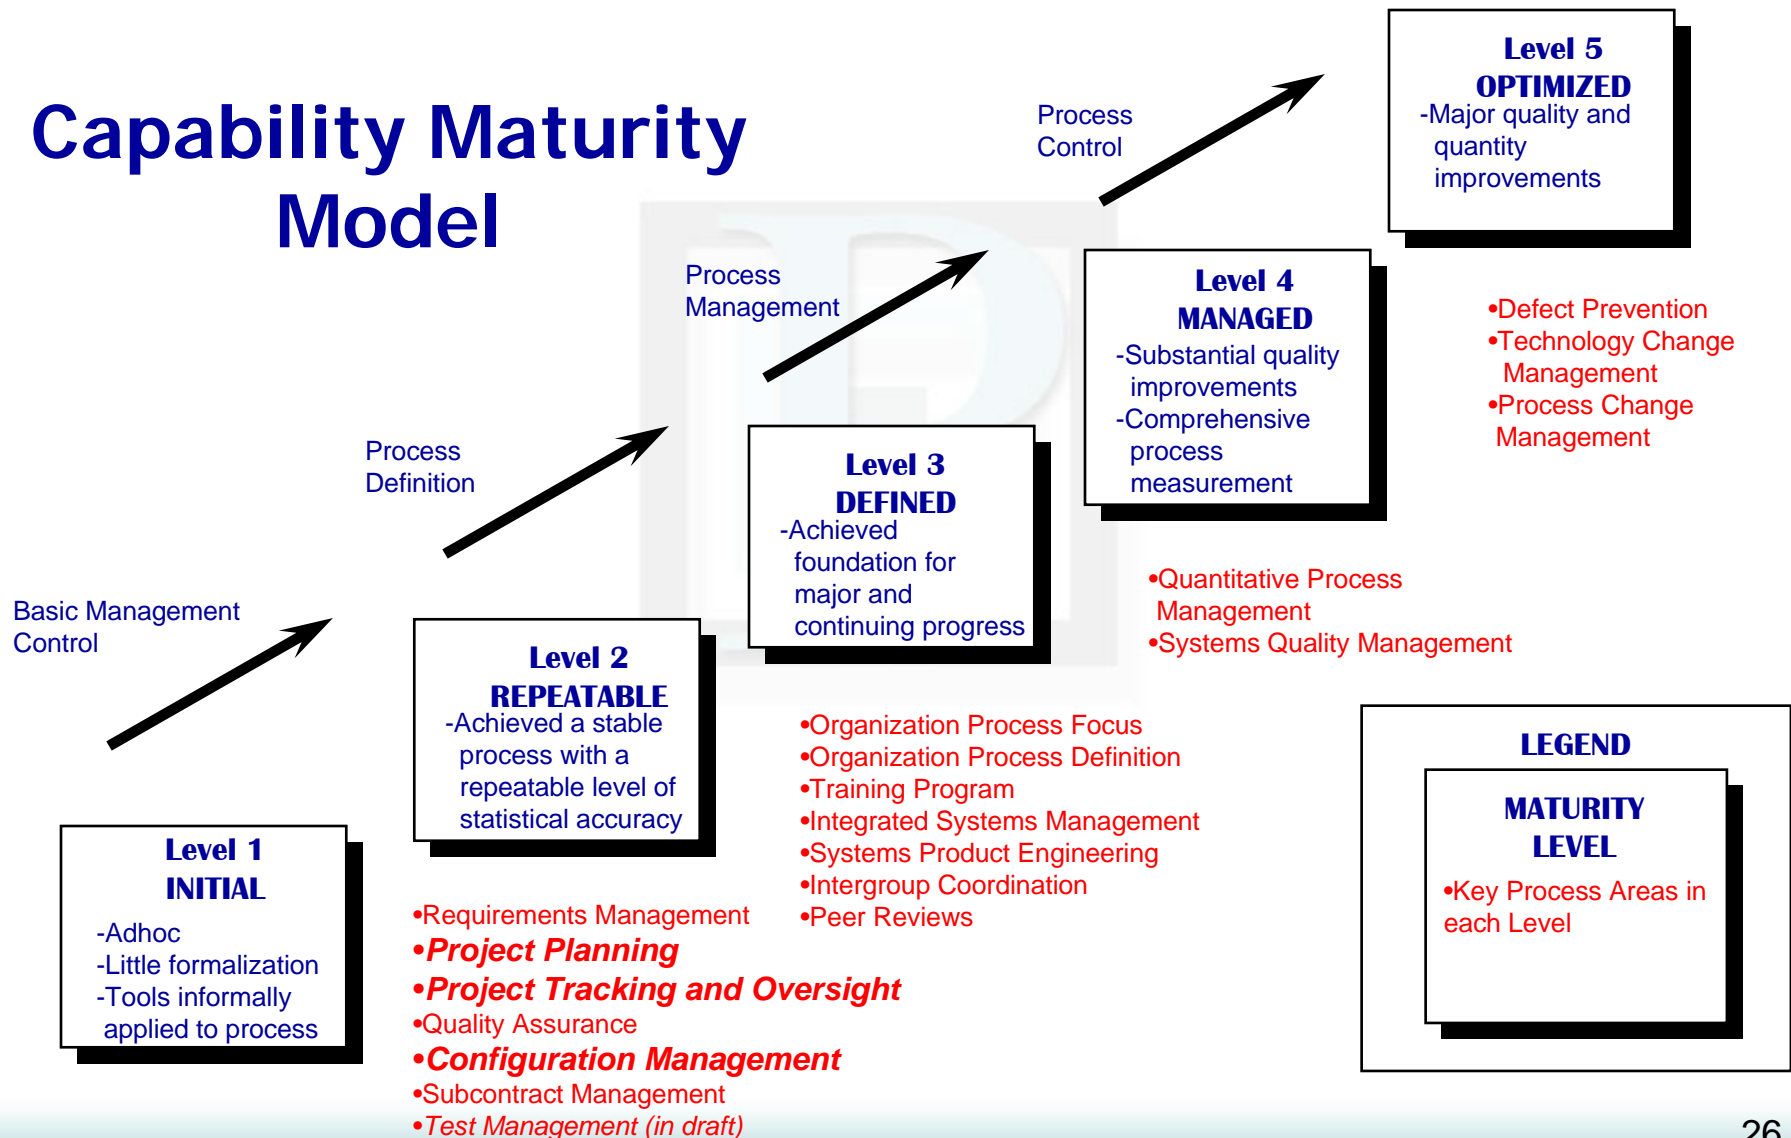 Capability Maturity
Model
Basic Management
Control
Process
Definition
Process
Management
Process
Control
Level 1
INITIAL
-Adhoc
-Little formalization
-Tools informally
applied to process
Level 2
REPEATABLE
-Achieved a stable
process with a
repeatable level of
statistical accuracy
•Requirements Management
•Project Planning
•Project Tracking and Oversight
•Quality Assurance
•Configuration Management
•Subcontract Management
•Test Management (in draft)
Level 3
DEFINED
-Achieved
foundation for
major and
continuing progress
•Organization Process Focus
•Organization Process Definition
•Training Program
•Integrated Systems Management
•Systems Product Engineering
•Intergroup Coordination
•Peer Reviews
Level 4
MANAGED
-Substantial quality
improvements
-Comprehensive
process
measurement
•Quantitative Process
Management
•Systems Quality Management
Level 5
OPTIMIZED
-Major quality and
quantity
improvements
•Defect Prevention
•Technology Change
Management
•Process Change
Management
LEGEND
MATURITY
LEVEL
•Key Process Areas in
each Level
26